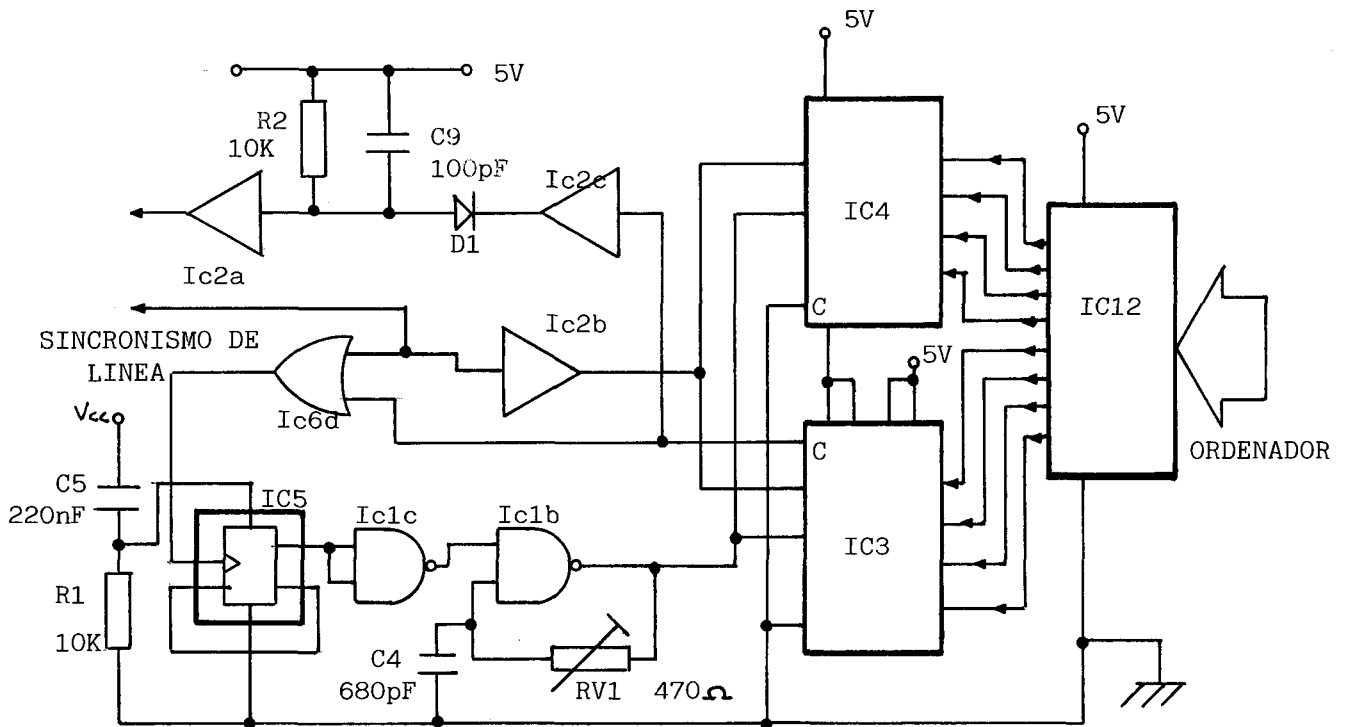 5V
5V
R2
10K
C9
100pF
Ic2c
5V
IC4
D1
Ic2a
IC12
C
SINCRONISMO DE
LINEA
Ic2b
5V
Vcc
Ic6d
C
ORDENADOR
C5
220nF
IC5
Ic1c
Ic1b
IC3
R1
10K
C4
680pF
RV1
470Ω